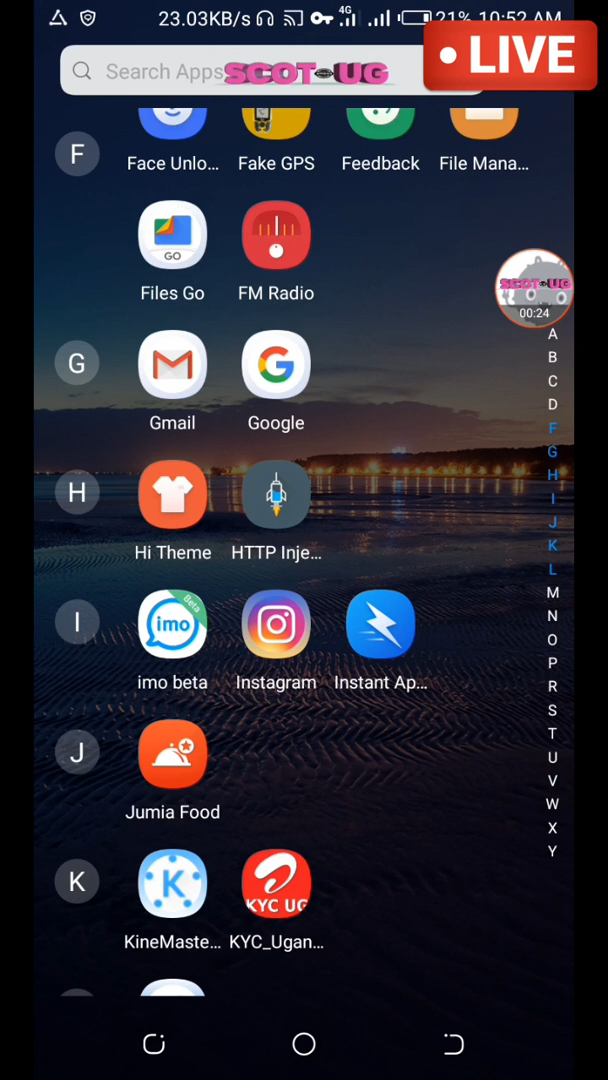 23.03KB/s 4G 21% 10:52 AM
LIVE
Search Apps
SCOT-UG
F
Face Unlo... Fake GPS Feedback File Mana...
GO
Files Go FM Radio
SCOT-UG
00:24
G
Gmail Google
H
Hi Theme HTTP Inje...
Beta
imo
I
imo beta Instagram Instant Ap...
J
Jumia Food
K
K
KYC UG
KineMaste... KYC_Ugan...
A
B
C
D
F
G
H
I
J
K
L
M
N
O
P
R
S
T
U
V
W
X
Y